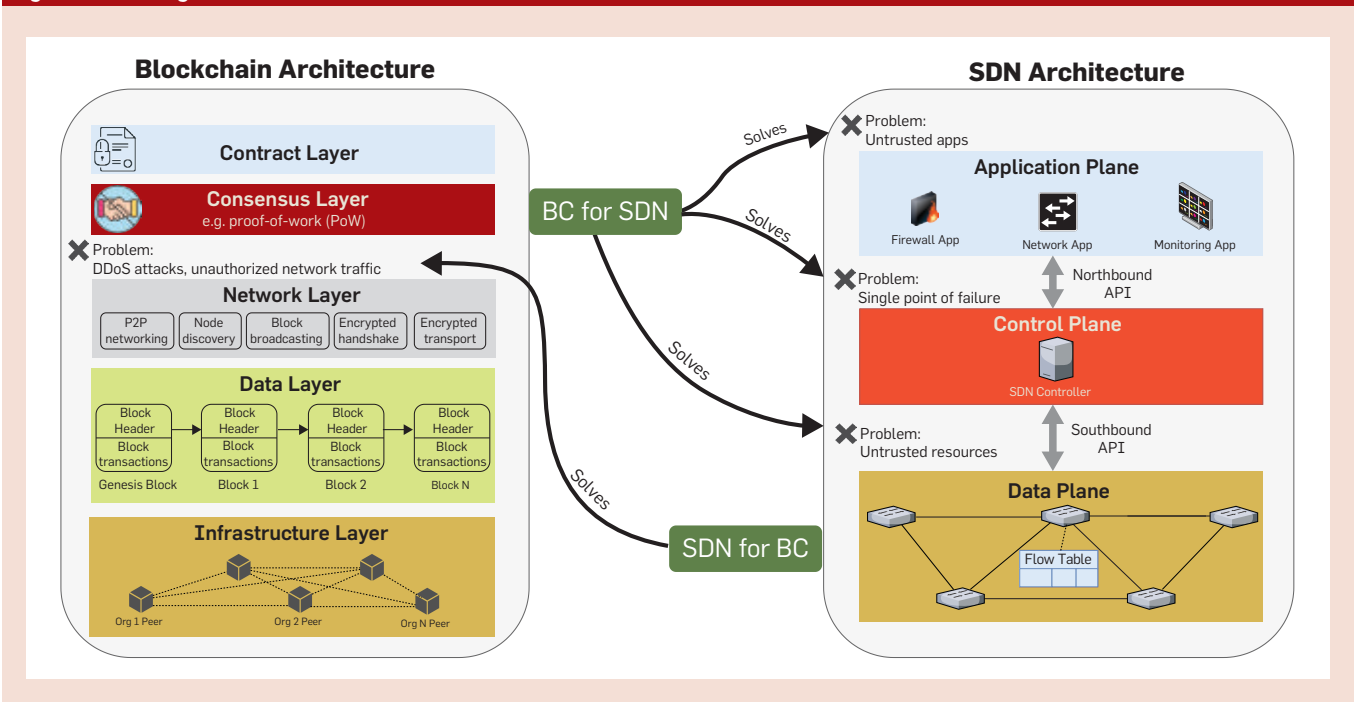 Blockchain Architecture
Contract Layer
Consensus Layer
e.g. proof-of-work (PoW)
Problem:
DDoS attacks, unauthorized network traffic
Network Layer
P2P
networking
Node
discovery
Block
broadcasting
Encrypted
handshake
Encrypted
transport
Data Layer
Block
Header
Block
transactions
Genesis Block
Block
Header
Block
transactions
Block 1
Block
Header
Block
transactions
Block 2
Block
Header
Block
transactions
Block N
Infrastructure Layer
Org 1 Peer
Org 2 Peer
Org N Peer
BC for SDN
Solves
Solves
Solves
Solves
SDN for BC
SDN Architecture
Problem:
Untrusted apps
Application Plane
Firewall App
Network App
Monitoring App
Northbound
API
Problem:
Single point of failure
Control Plane
SDN Controller
Southbound
API
Problem:
Untrusted resources
Data Plane
Flow Table